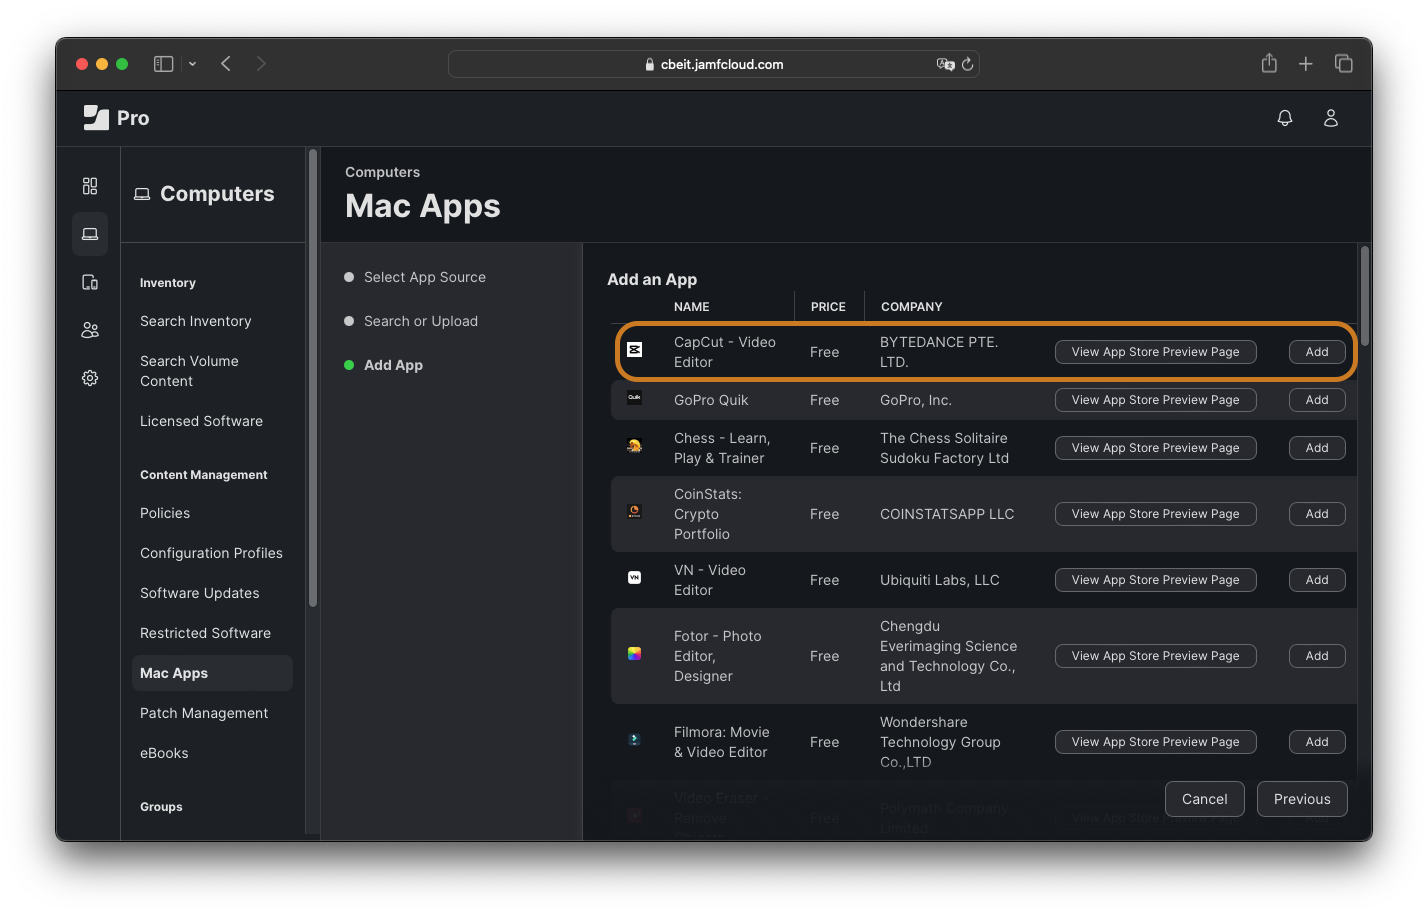 cbeit.jamfcloud.com
Pro
Computers
Inventory
Search Inventory
Search Volume
Content
Licensed Software
Content Management
Policies
Configuration Profiles
Software Updates
Restricted Software
Mac Apps
Patch Management
eBooks
Groups
Computers
Mac Apps
Select App Source
Search or Upload
Add App
Add an App
NAME PRICE COMPANY
CapCut - Video
Editor
Free
BYTEDANCE PTE.
LTD.
View App Store Preview Page Add
Quik
GoPro Quik Free GoPro, Inc. View App Store Preview Page Add
Chess - Learn,
Play & Trainer
Free
The Chess Solitaire
Sudoku Factory Ltd
View App Store Preview Page Add
CoinStats:
Crypto
Portfolio
Free COINSTATSAPP LLC View App Store Preview Page Add
VN
VN - Video
Editor
Free Ubiquiti Labs, LLC View App Store Preview Page Add
Fotor - Photo
Editor,
Designer
Free
Chengdu
Everimaging Science
and Technology Co.,
Ltd
View App Store Preview Page Add
Filmora: Movie
& Video Editor
Free
Wondershare
Technology Group
Co.,LTD
View App Store Preview Page Add
Video Eraser -
Remove
Objects
Free
Polymath Company
Limited
View App Store Preview Page Add
Cancel Previous